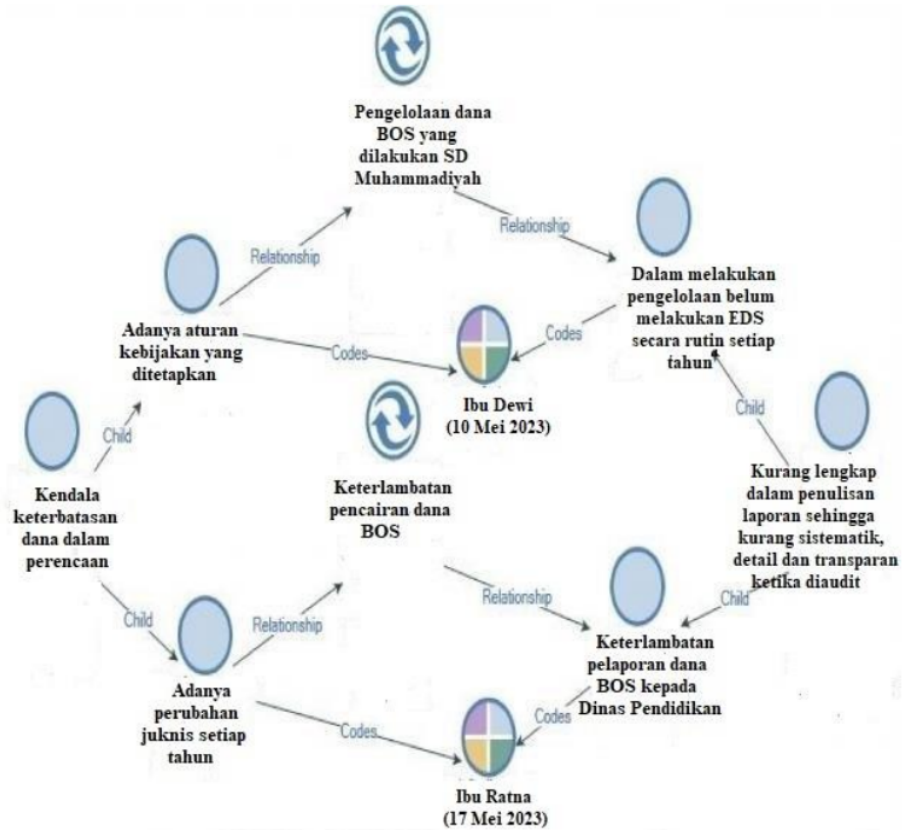 Pengelolaan dana
BOS yang
dilakukan SD
Muhammadiyah
Relationship
Relationship
Adanya aturan
kebijakan yang
ditetapkan
Dalam melakukan
pengelolaan belum
melakukan EDS
secara rutin setiap
tahun
Codes
Codes
Ibu Dewi
(10 Mei 2023)
Child
Child
Kendala
keterbatasan
dana dalam
perencaan
Keterlambatan
pencairan dana
BOS
Kurang lengkap
dalam penulisan
laporan sehingga
kurang sistematik,
detail dan transparan
ketika diaudit
Child
Relationship
Relationship
Child
Adanya
perubahan
juknis setiap
tahun
Keterlambatan
pelaporan dana
BOS kepada
Dinas Pendidikan
Codes
Codes
Ibu Ratna
(17 Mei 2023)